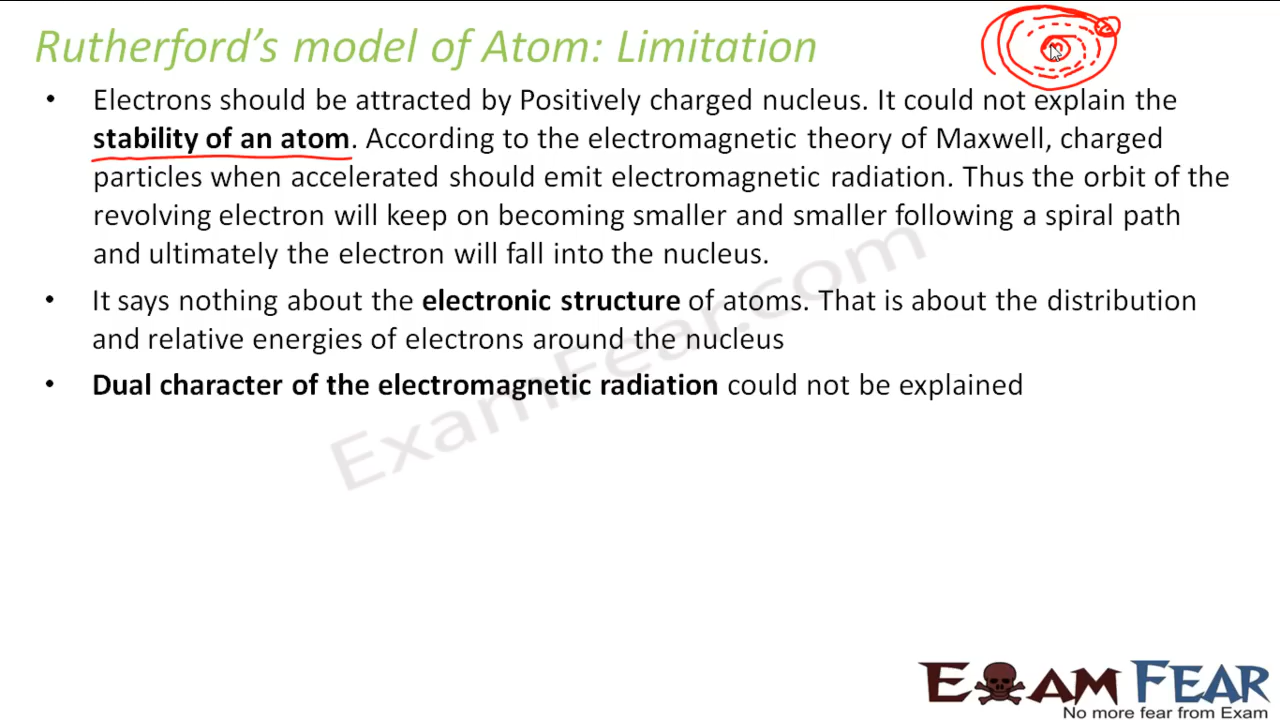 Rutherford's model of Atom: Limitation
• Electrons should be attracted by Positively charged nucleus. It could not explain the
stability of an atom. According to the electromagnetic theory of Maxwell, charged
particles when accelerated should emit electromagnetic radiation. Thus the orbit of the
revolving electron will keep on becoming smaller and smaller following a spiral path
and ultimately the electron will fall into the nucleus.
• It says nothing about the electronic structure of atoms. That is about the distribution
and relative energies of electrons around the nucleus
• Dual character of the electromagnetic radiation could not be explained
ExamFear.com
EXAM FEAR
No more fear from Exam